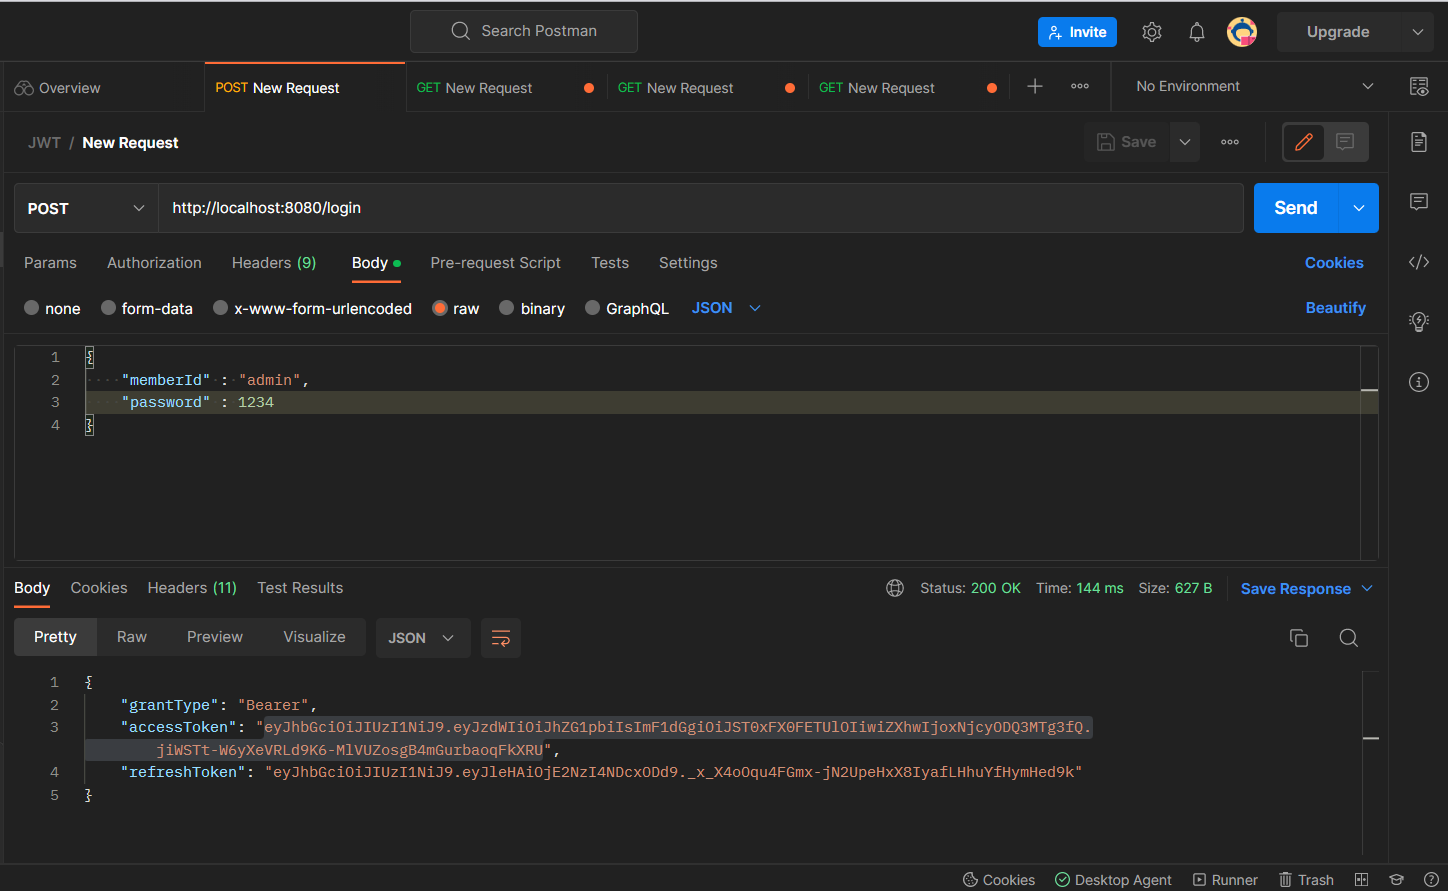 Search Postman
Invite
Upgrade
Overview
POST New Request
GET New Request
GET New Request
GET New Request
No Environment
JWT / New Request
Save
POST
http://localhost:8080/login
Send
Params
Authorization
Headers (9)
Body
Pre-request Script
Tests
Settings
Cookies
none
form-data
x-www-form-urlencoded
raw
binary
GraphQL
JSON
Beautify
1 {
2 "memberId" : "admin",
3 "password" : 1234
4 }
Body
Cookies
Headers (11)
Test Results
Status: 200 OK
Time: 144 ms
Size: 627 B
Save Response
Pretty
Raw
Preview
Visualize
JSON
1 {
2 "grantType": "Bearer",
3 "accessToken": "eyJhbGciOiJIUzI1NiJ9.eyJzdWIiOiJhZG1pbiIsImF1dGgiOiJST0xFX0FETUlOIiwiZXhwIjoxNjcyODQ3MTg3fQ.
jiWSTt-W6yXeVRLd9K6-MlVUZosgB4mGurbaoqFkXRU",
4 "refreshToken": "eyJhbGciOiJIUzI1NiJ9.eyJleHAiOjE2NzI4NDcxODd9._x_X4oOqu4FGmx-jN2UpeHxX8IyafLHhuYfHymHed9k"
5 }
Cookies
Desktop Agent
Runner
Trash